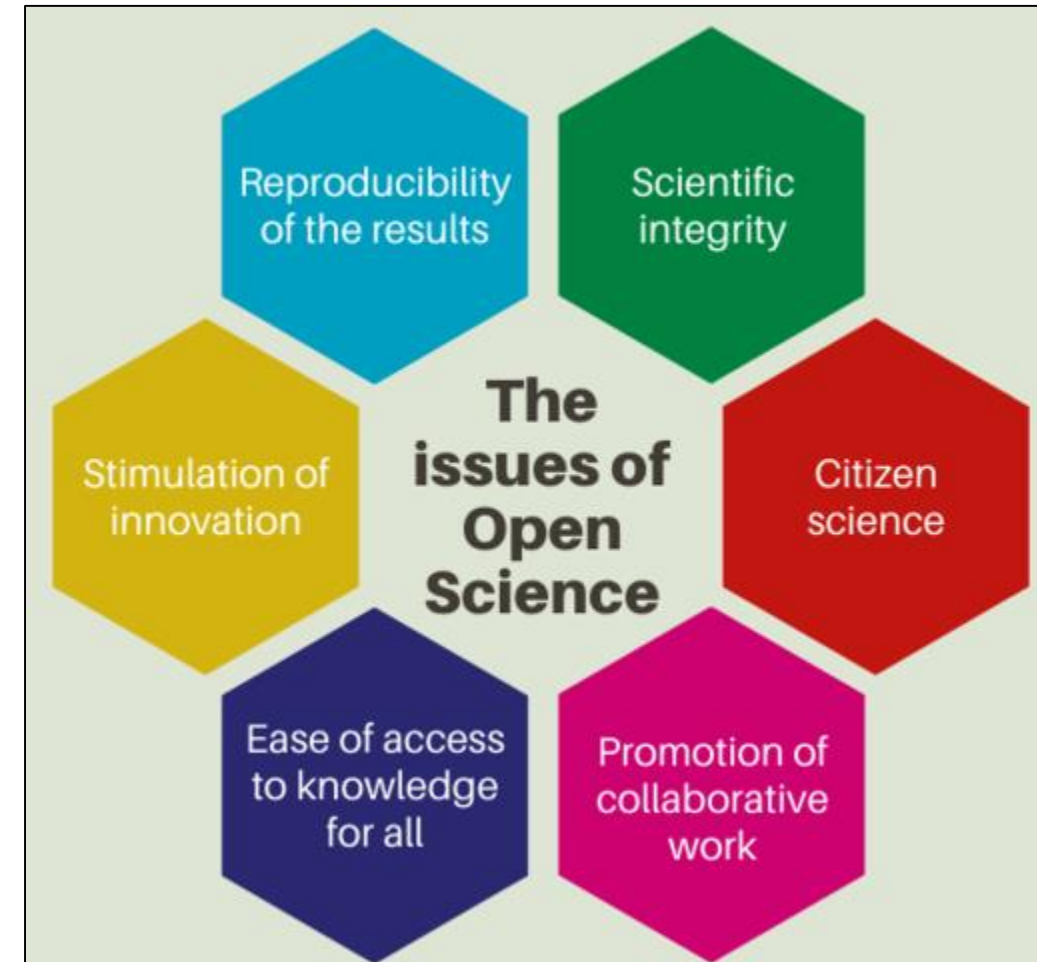 Reproducibility
of the results
Scientific
integrity
The
issues of
Open
Science
Stimulation of
innovation
Citizen
science
Ease of access
to knowledge
for all
Promotion of
collaborative
work